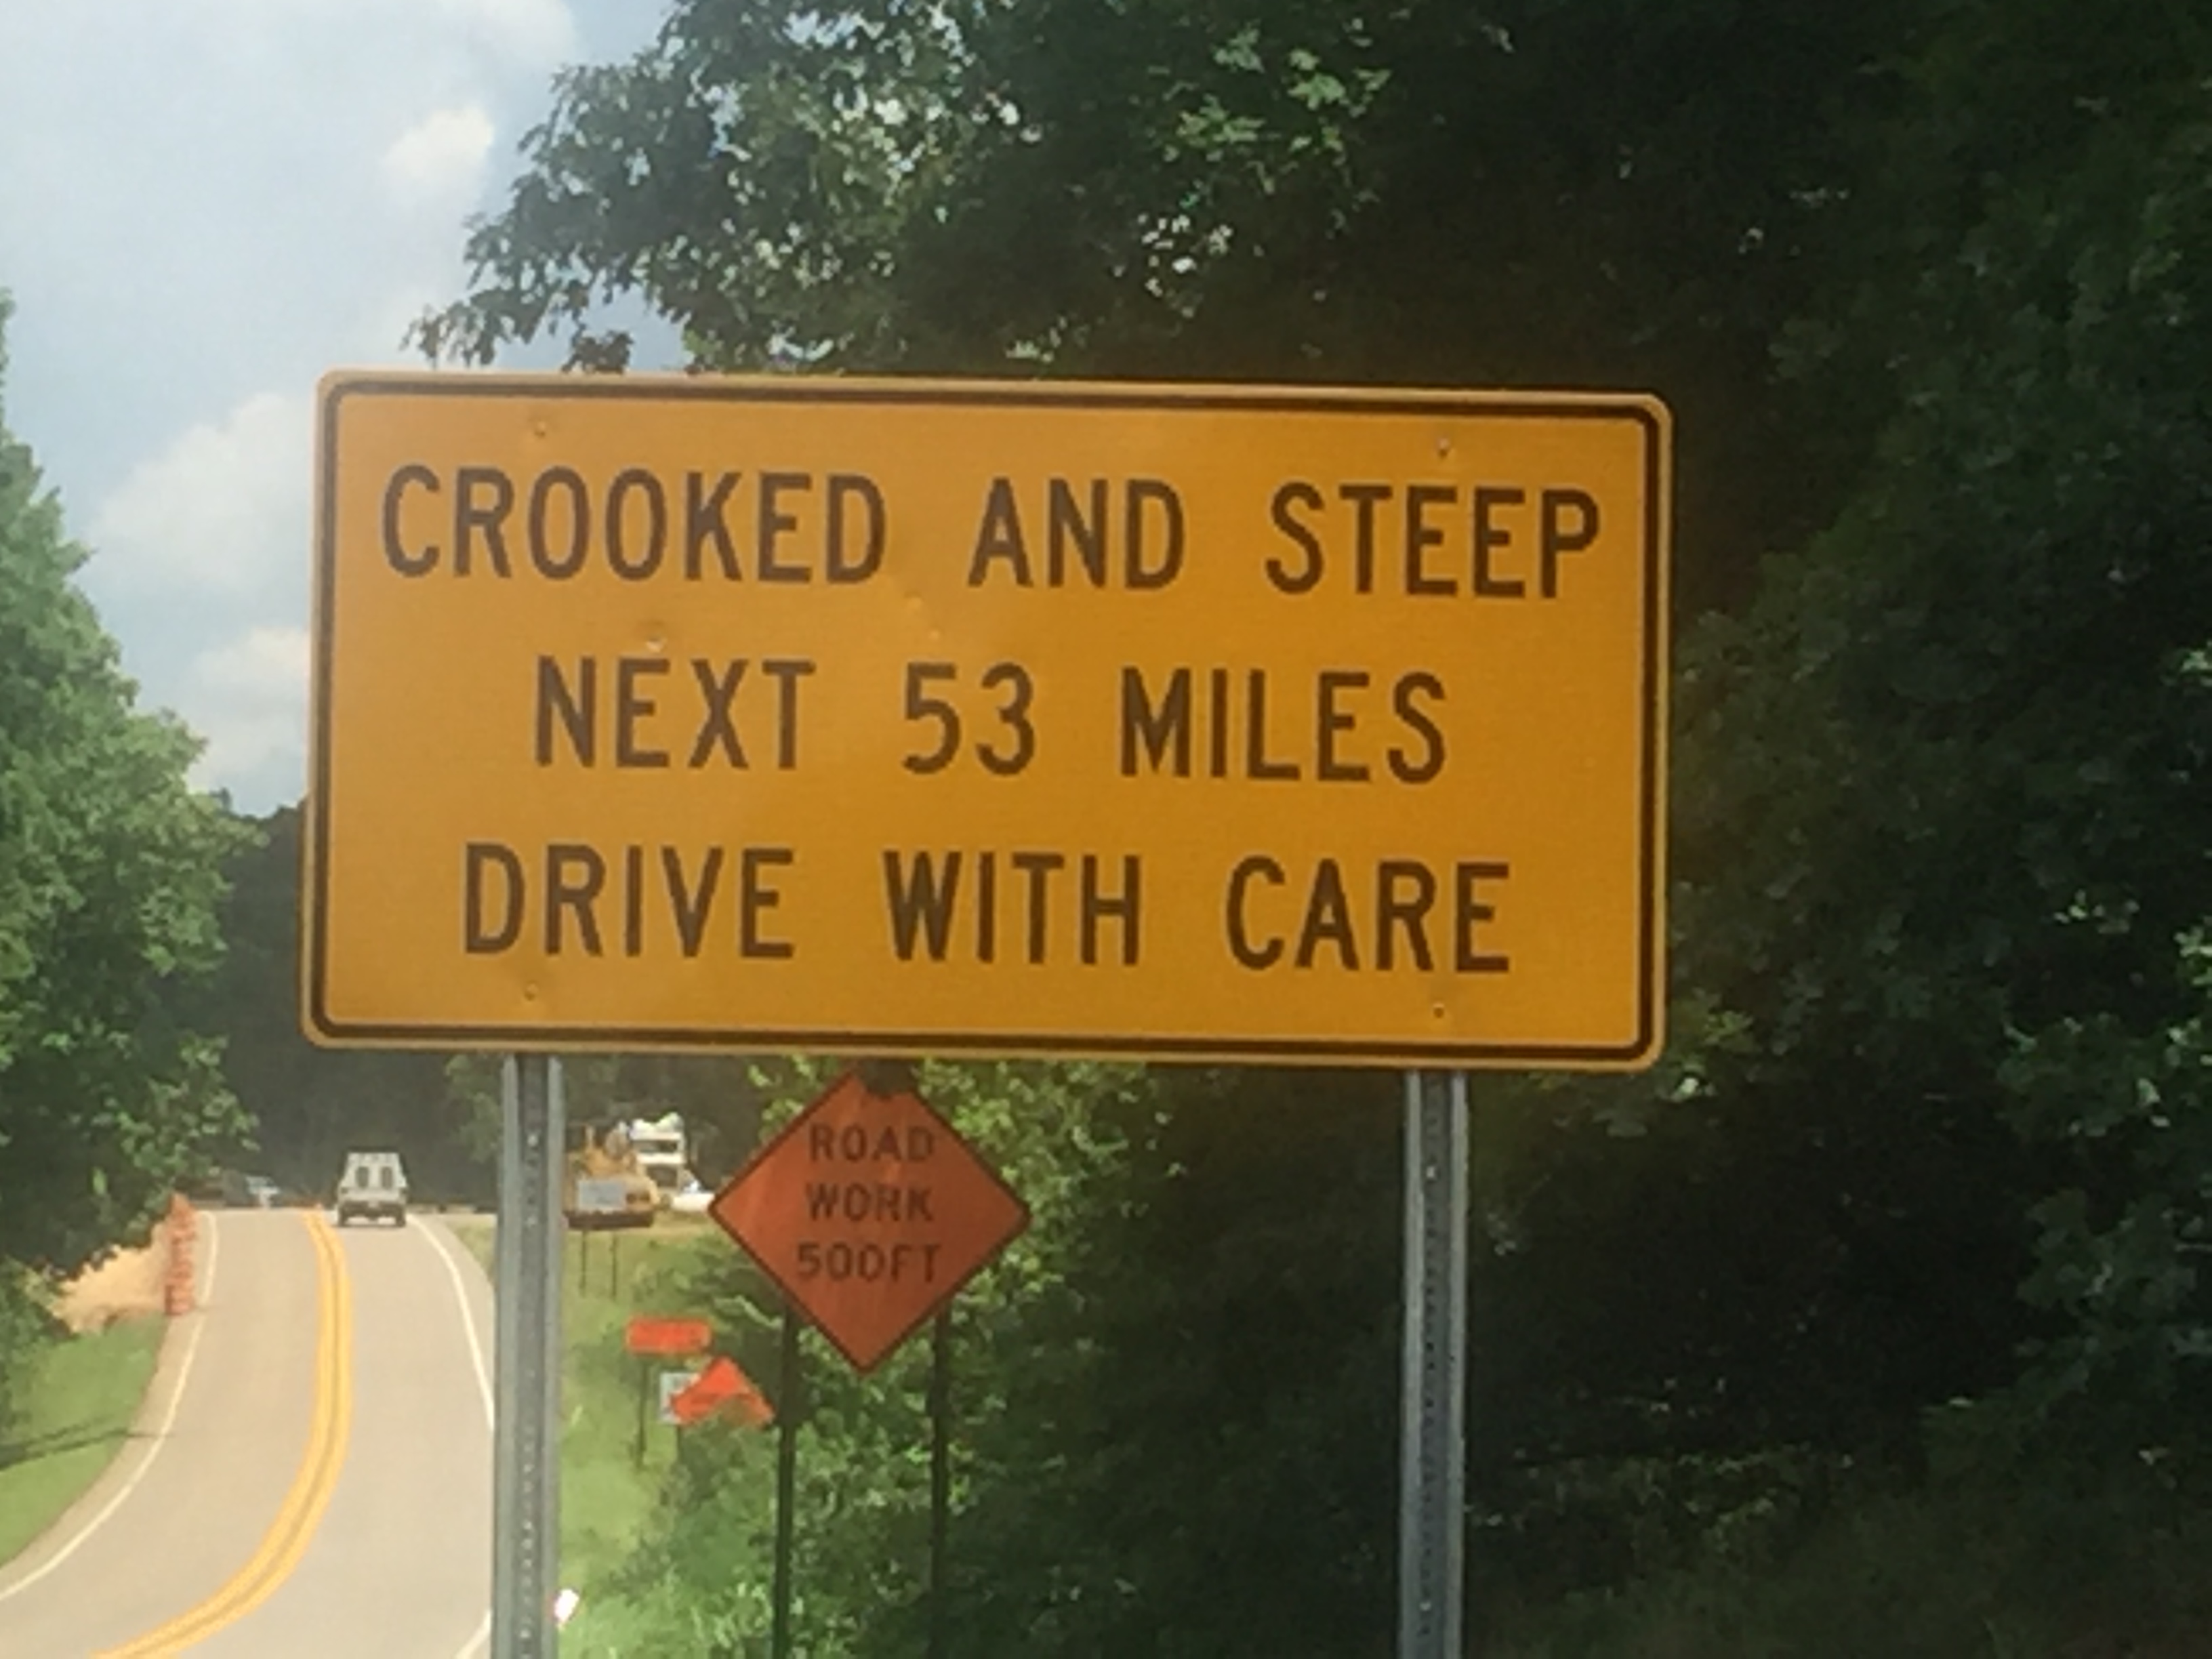 CROOKED AND STEEP
NEXT 53 MILES
DRIVE WITH CARE
ROAD
WORK
500FT